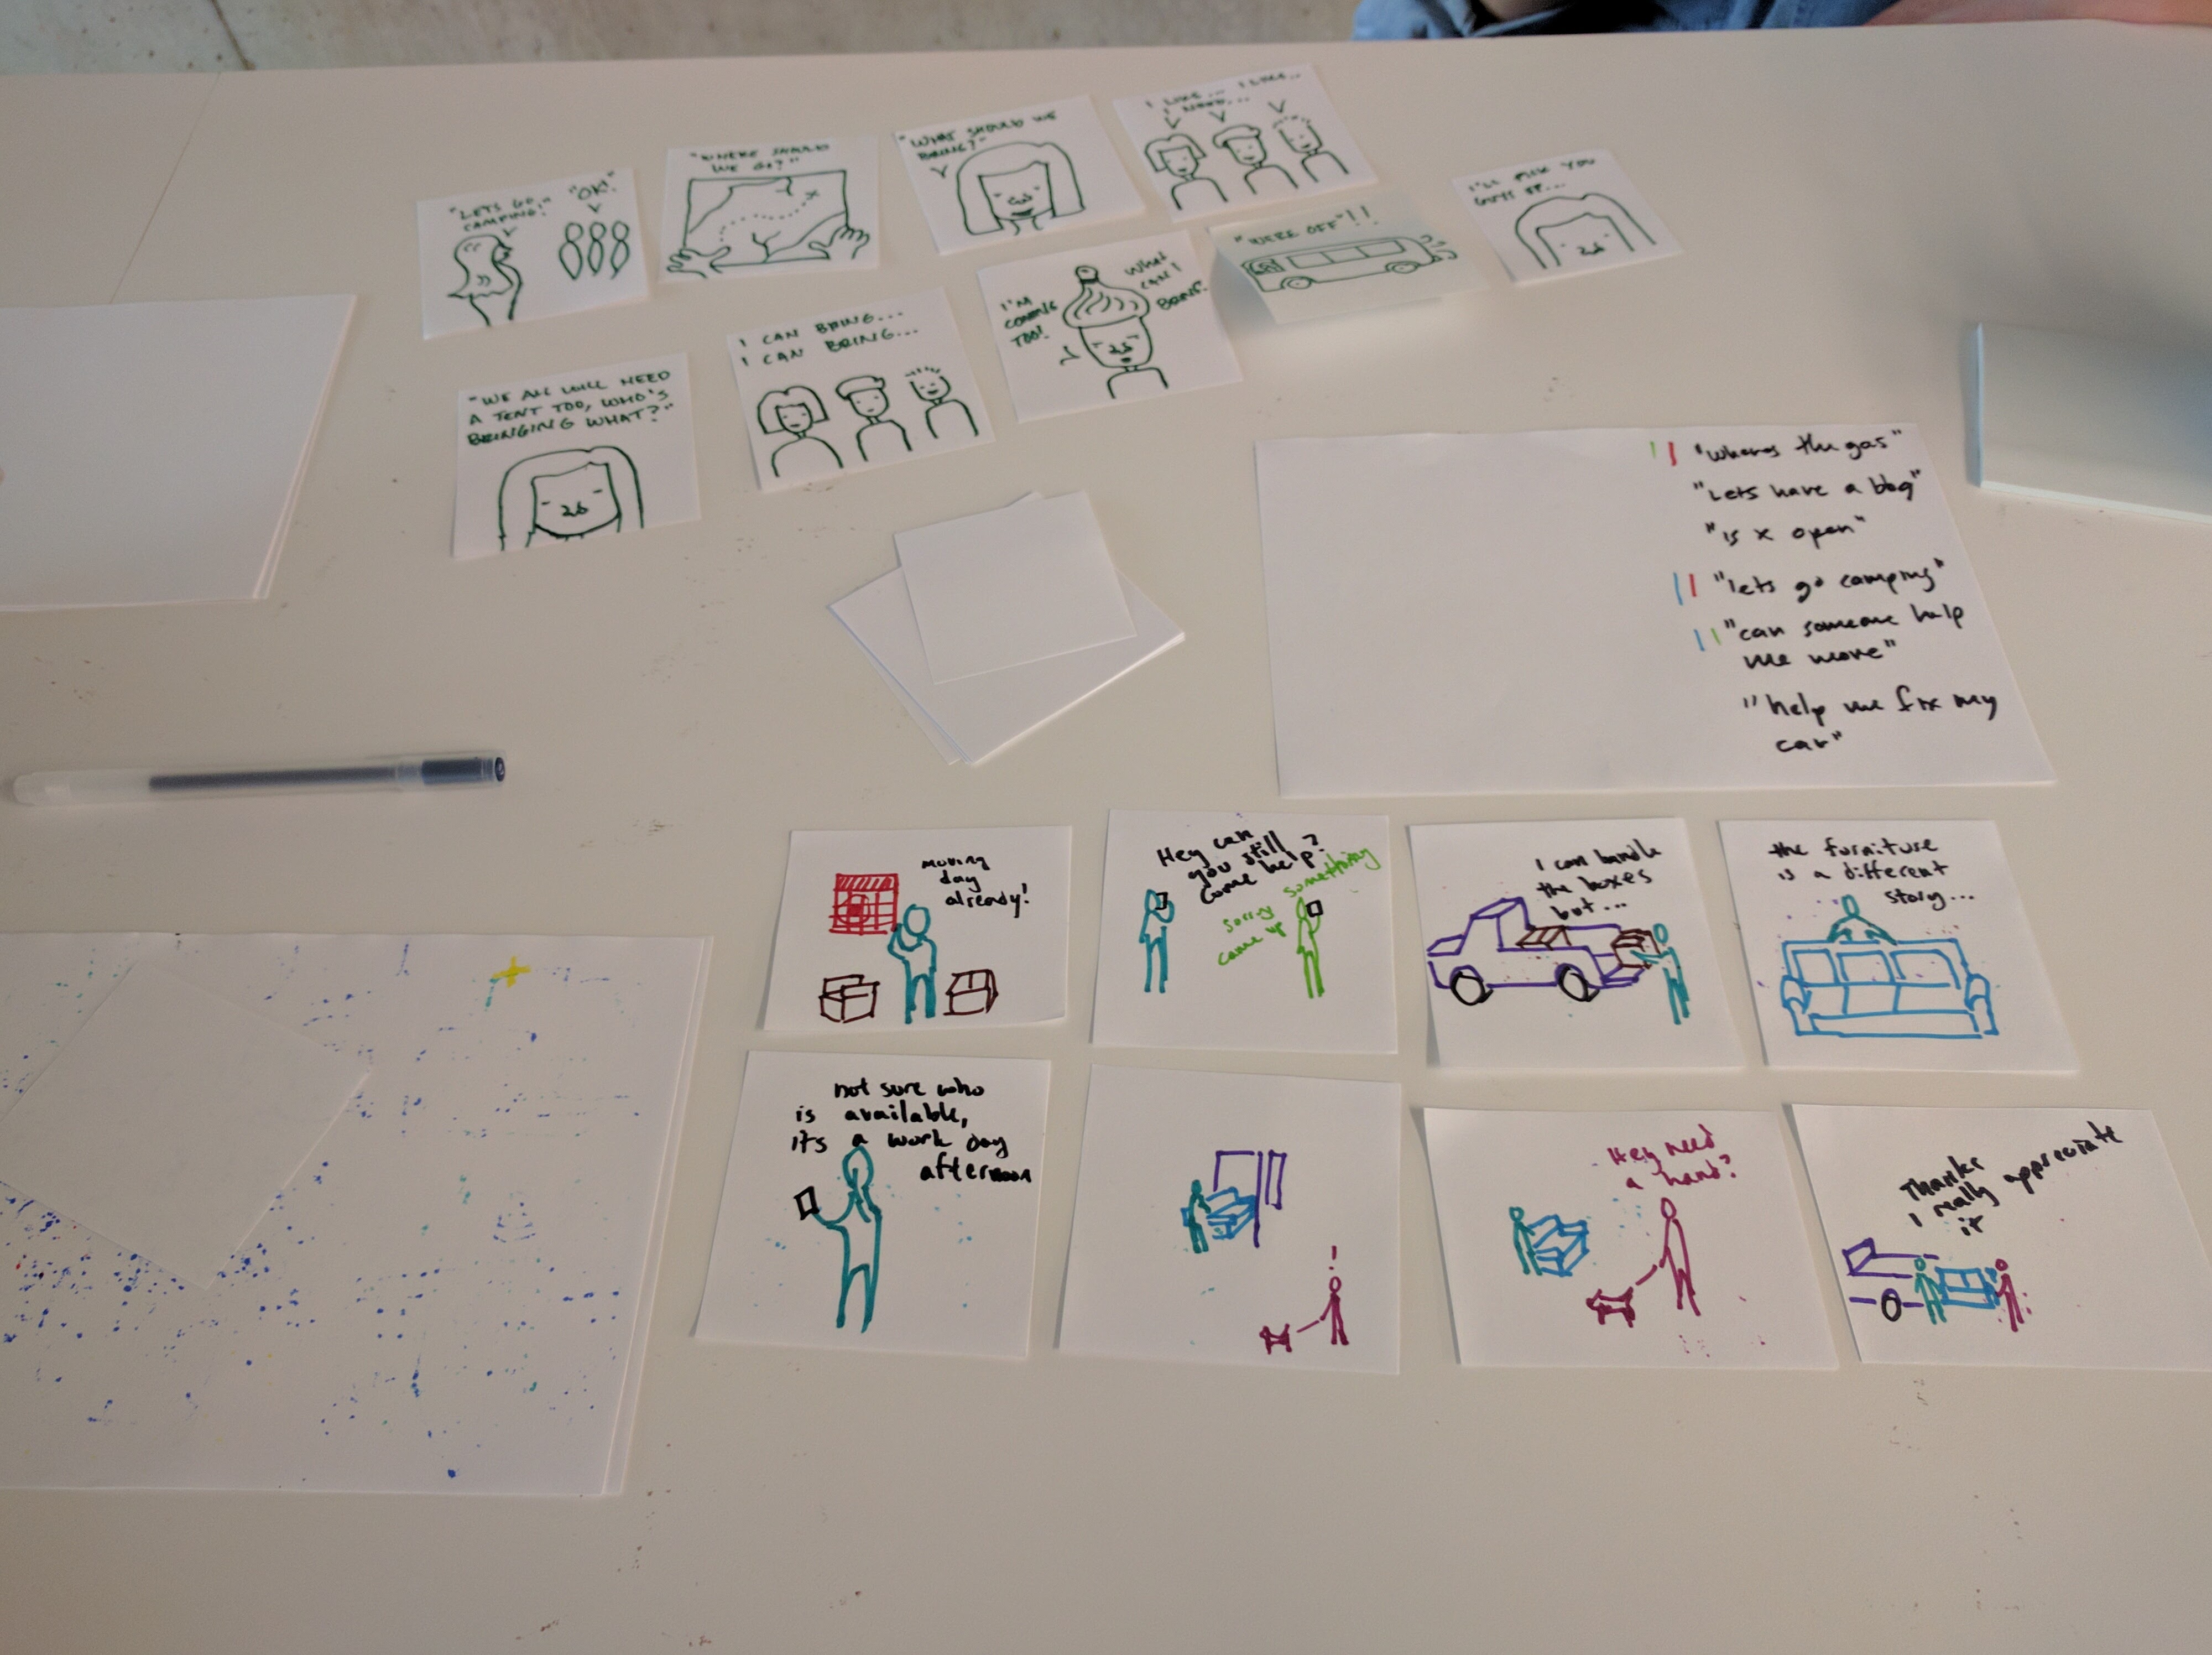 "LETS GO
CAMPING!"
"OK!"
"WHERE SHOULD
WE GO?"
"WHAT SHOULD WE
BRING?"
I LIKE... I LIKE...
I NEED...
I'LL PICK YOU
GUYS UP...
"WE ALL WILL NEED
A TENT TOO, WHO'S
BRINGING WHAT?"
I CAN BRING...
I CAN BRING...
I'M
COMING
TOO!
WHAT
CAN I
BRING?
"WERE OFF"!!
"wheres the gas"
"Lets have a bbq"
"is x open"
"lets go camping"
"can someone help
me move"
"help me fix my
car"
moving
day
already!
Hey can
you still
come help?
sorry something
came up
I can handle
the boxes
but...
the furniture
is a different
story...
not sure who
is available,
its a work day
afternoon
Hey need
a hand?
Thanks
I really appreciate
it